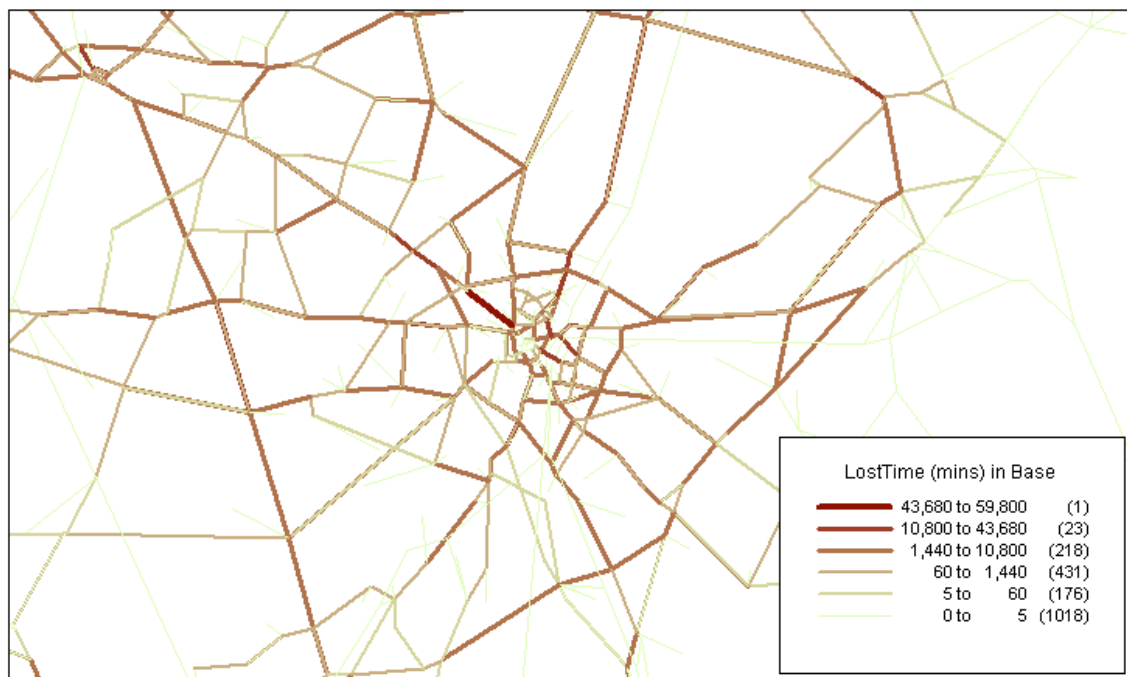 LostTime (mins) in Base
43,680 to 59,800 (1)
10,800 to 43,680 (23)
1,440 to 10,800 (218)
60 to 1,440 (431)
5 to 60 (176)
0 to 5 (1018)